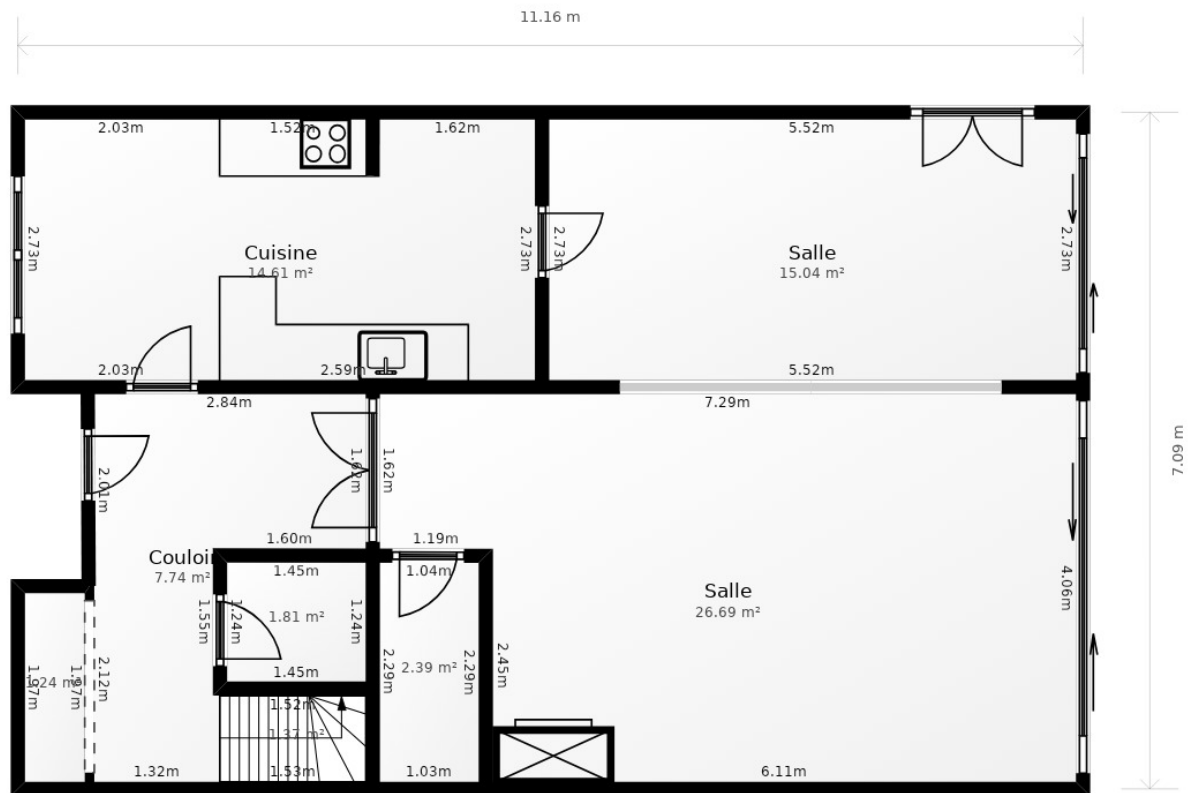 11.16 m
2.03m
1.52m
1.62m
5.52m
2.73m
2.73m
2.73m
2.73m
Cuisine
14.61 m²
Salle
15.04 m²
2.03m
2.59m
5.52m
2.84m
7.29m
7.09 m
2.01m
1.62m
1.62m
1.60m
1.19m
Couloir
7.74 m²
1.45m
1.04m
1.55m
1.24m
1.81 m²
1.24m
Salle
26.69 m²
4.06m
2.12m
1.45m
2.29m
2.39 m²
2.29m
2.45m
1.52m
1.37 m²
1.32m
1.53m
1.03m
6.11m